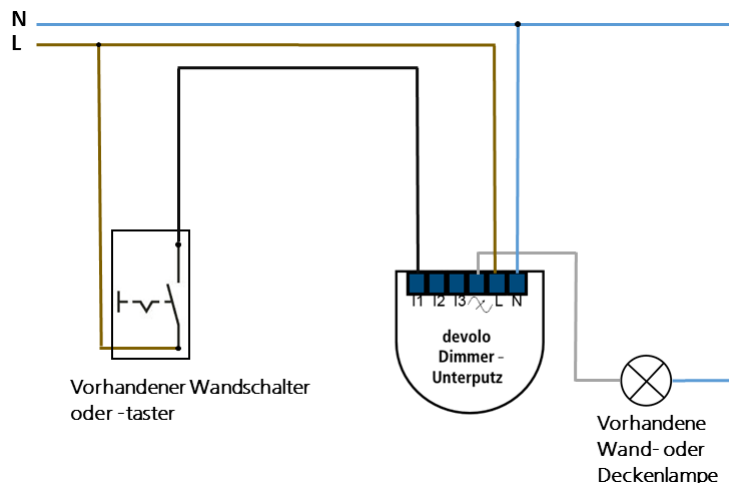 N
L
I1 I2 I3 L N
devolo
Dimmer -
Unterputz
Vorhandener Wandschalter
oder -taster
Vorhandene
Wand- oder
Deckenlampe